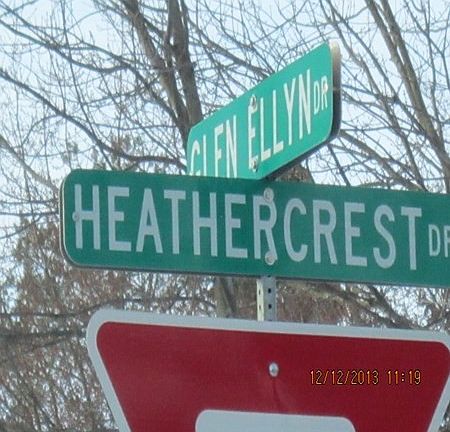 GLEN ELLYN DR
HEATHERCREST DR
12/12/2013 11:19